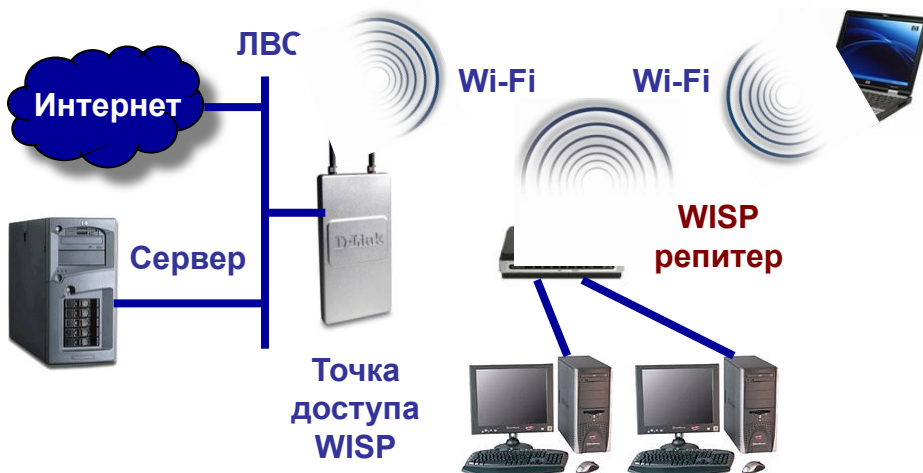 ЛВС
Wi-Fi
Wi-Fi
Интернет
D-Link
WISP
репитер
Сервер
Точка
доступа
WISP